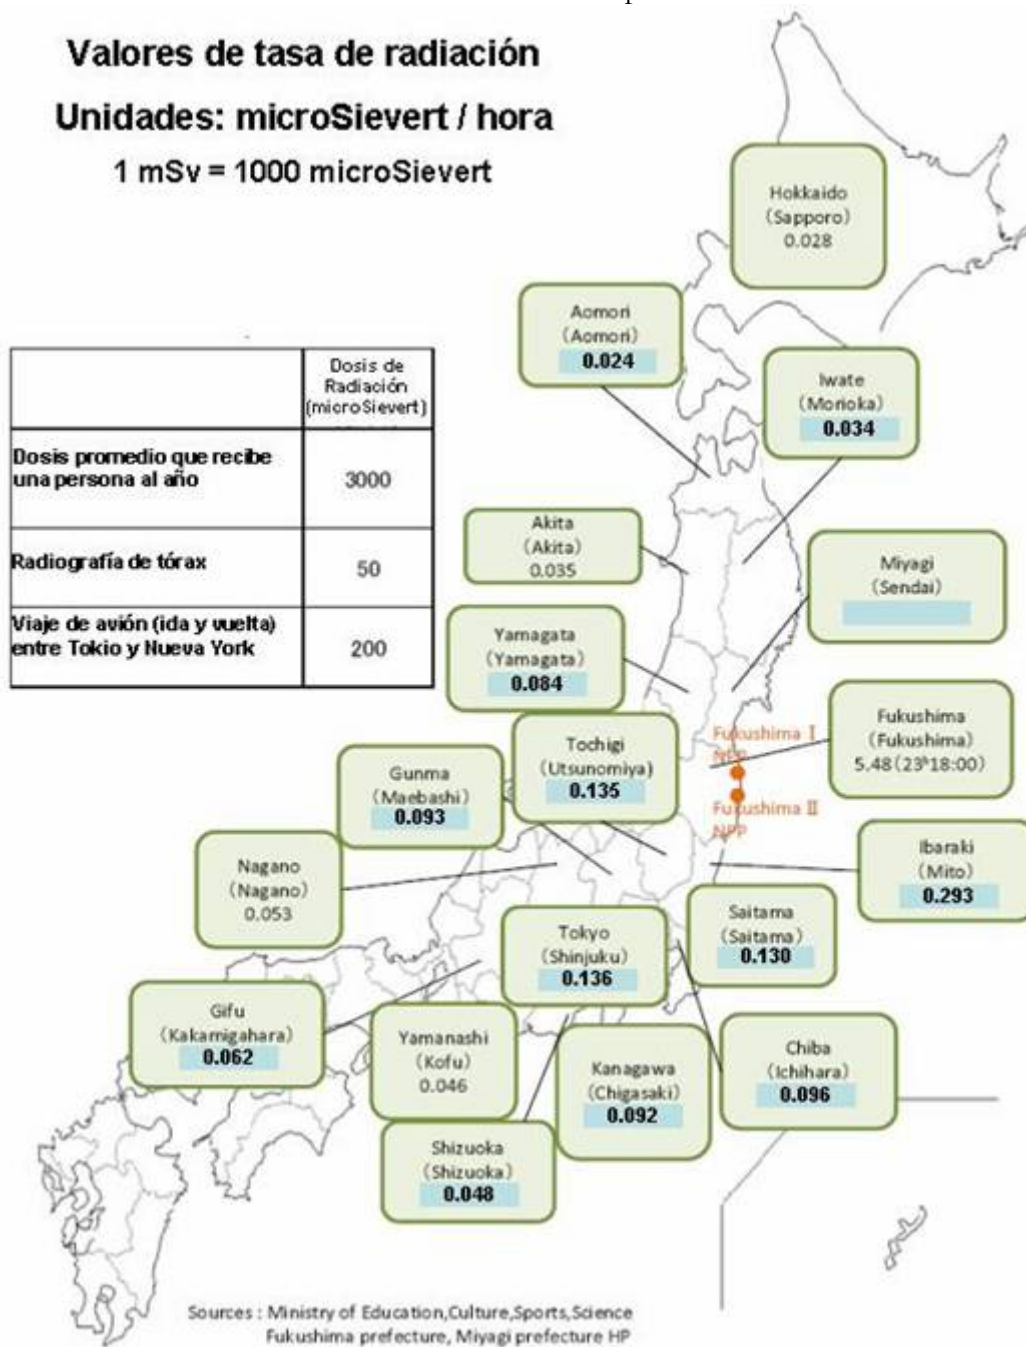 Valores de tasa de radiación
Unidades: microSievert / hora
1 mSv = 1000 microSievert
Hokkaido
(Sapporo)
0.028
Aomori
(Aomori)
0.024
Iwate
(Morioka)
0.034
Dosis de
Radiación
(microSievert)
Dosis promedio que recibe
una persona al año
3000
Radiografía de tórax
50
Viaje de avión (ida y vuelta)
entre Tokio y Nueva York
200
Akita
(Akita)
0.035
Miyagi
(Sendai)
Yamagata
(Yamagata)
0.084
Fukushima
(Fukushima)
5.48(23ʰ18:00)
Fukushima I
NPP
Fukushima II
NPP
Tochigi
(Utsunomiya)
0.135
Gunma
(Maebashi)
0.093
Ibaraki
(Mito)
0.293
Nagano
(Nagano)
0.053
Saitama
(Saitama)
0.130
Tokyo
(Shinjuku)
0.136
Gifu
(Kakamigahara)
0.062
Yamanashi
(Kofu)
0.046
Kanagawa
(Chigasaki)
0.092
Chiba
(Ichihara)
0.096
Shizuoka
(Shizuoka)
0.048
Sources : Ministry of Education,Culture,Sports,Science
Fukushima prefecture, Miyagi prefecture HP